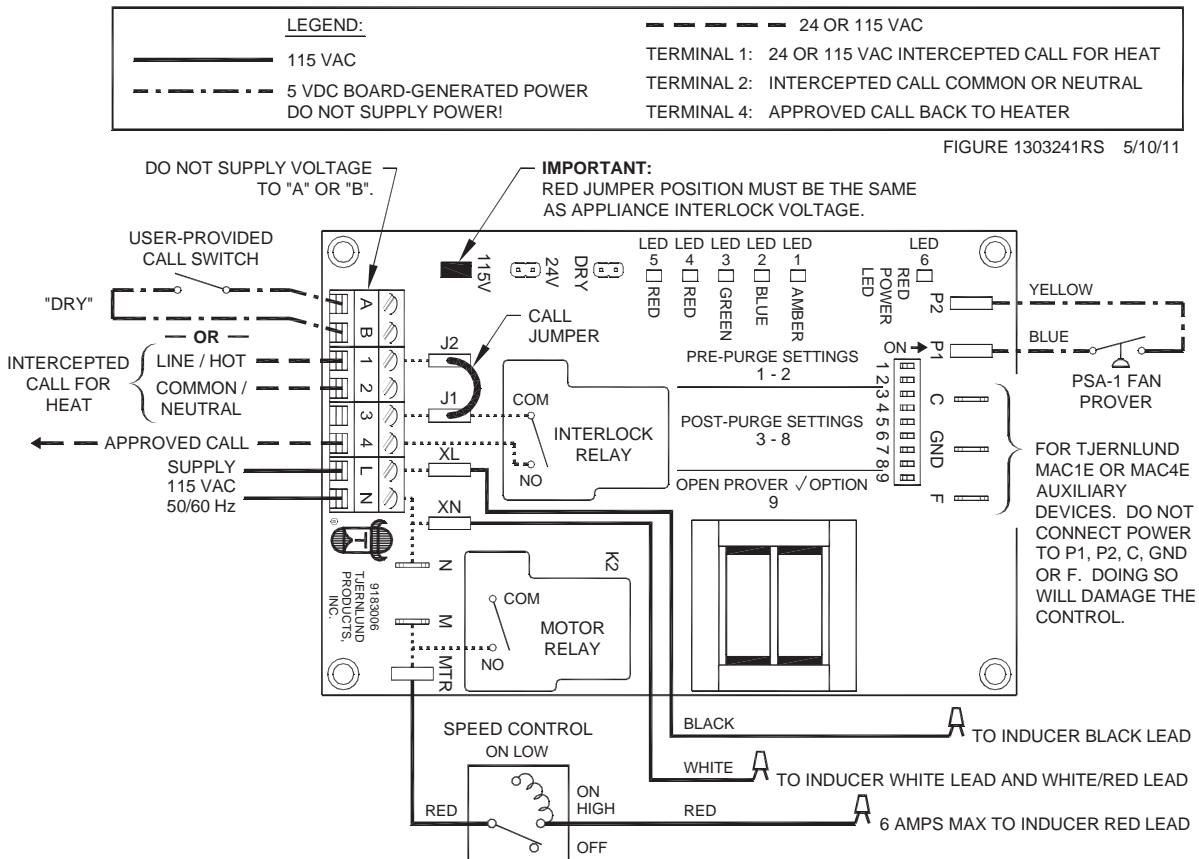 LEGEND:
115 VAC
5 VDC BOARD-GENERATED POWER
DO NOT SUPPLY POWER!
24 OR 115 VAC
TERMINAL 1: 24 OR 115 VAC INTERCEPTED CALL FOR HEAT
TERMINAL 2: INTERCEPTED CALL COMMON OR NEUTRAL
TERMINAL 4: APPROVED CALL BACK TO HEATER
FIGURE 1303241RS 5/10/11
DO NOT SUPPLY VOLTAGE
TO "A" OR "B".
IMPORTANT:
RED JUMPER POSITION MUST BE THE SAME
AS APPLIANCE INTERLOCK VOLTAGE.
USER-PROVIDED
CALL SWITCH
"DRY"
OR
INTERCEPTED
CALL FOR
HEAT
LINE / HOT
COMMON /
NEUTRAL
APPROVED CALL
SUPPLY
115 VAC
50/60 Hz
A
B
1
2
3
4
L
N
115V
24V
DRY
CALL
JUMPER
J2
J1
XL
XN
COM
INTERLOCK
RELAY
NO
LED
5
RED
LED
4
RED
LED
3
GREEN
LED
2
BLUE
LED
1
AMBER
LED
6
RED
POWER
LED
P2
P1
ON
YELLOW
BLUE
PSA-1 FAN
PROVER
PRE-PURGE SETTINGS
1 - 2
POST-PURGE SETTINGS
3 - 8
OPEN PROVER √ OPTION
9
1
2
3
4
5
6
7
8
9
C
GND
F
FOR TJERNLUND
MAC1E OR MAC4E
AUXILIARY
DEVICES. DO NOT
CONNECT POWER
TO P1, P2, C, GND
OR F. DOING SO
WILL DAMAGE THE
CONTROL.
®
T
9183006
TJERNLUND
PRODUCTS,
INC.
N
M
MTR
K2
COM
MOTOR
RELAY
NO
BLACK
TO INDUCER BLACK LEAD
WHITE
TO INDUCER WHITE LEAD AND WHITE/RED LEAD
SPEED CONTROL
ON LOW
ON
HIGH
OFF
RED
RED
6 AMPS MAX TO INDUCER RED LEAD